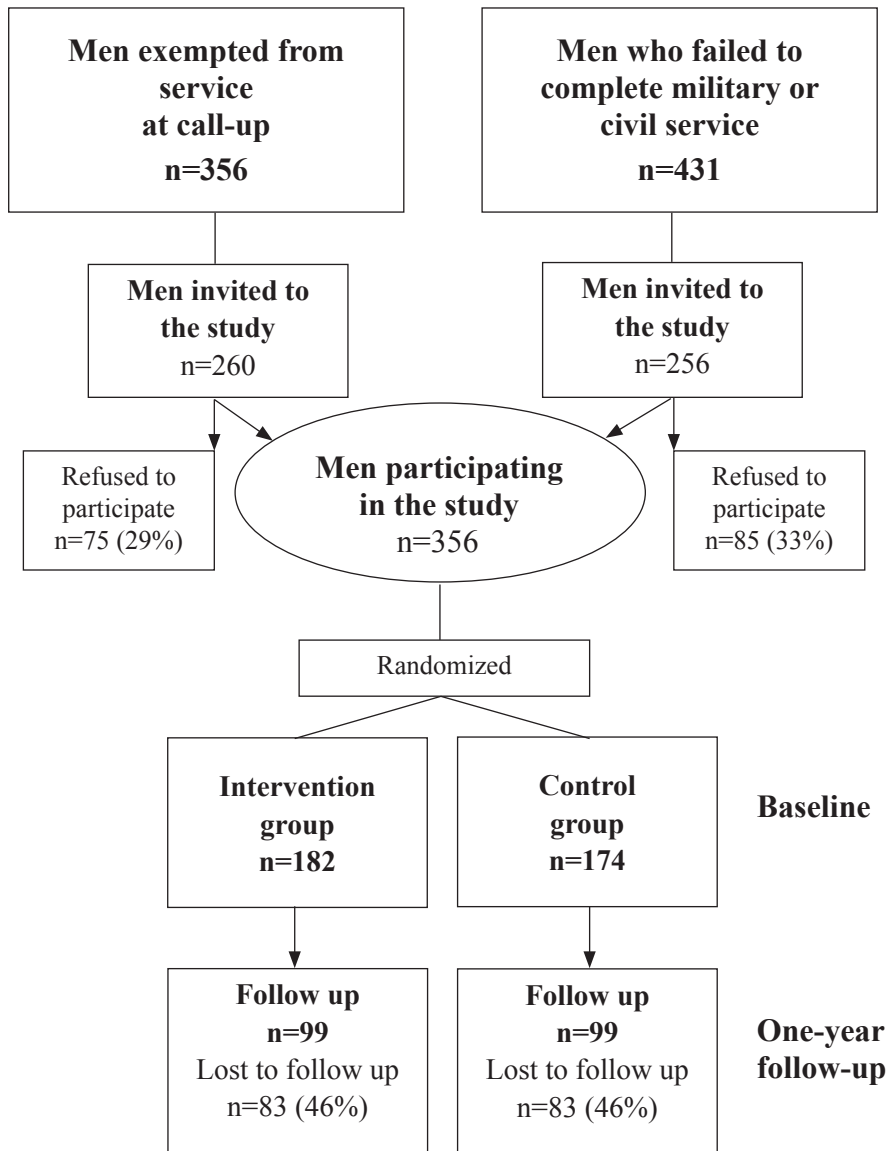 Men exempted from
service
at call-up
n=356
Men who failed to
complete military or
civil service
n=431
Men invited to
the study
n=260
Men invited to
the study
n=256
Refused to
participate
n=75 (29%)
Men participating
in the study
n=356
Refused to
participate
n=85 (33%)
Randomized
Intervention
group
n=182
Control
group
n=174
Baseline
Follow up
n=99
Lost to follow up
n=83 (46%)
Follow up
n=99
Lost to follow up
n=83 (46%)
One-year
follow-up